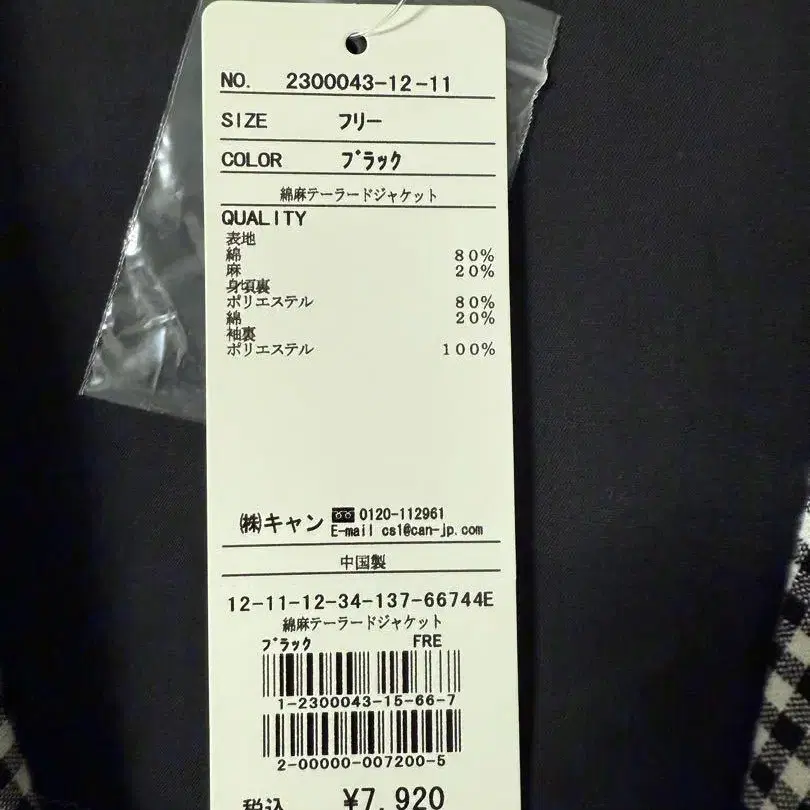 NO. 2300043-12-11
SIZE フリー
COLOR ブラック
綿麻テーラードジャケット
QUALITY
表地
綿 80%
麻 20%
身頃裏
ポリエステル 80%
綿 20%
袖裏
ポリエステル 100%
㈱キャン 0120-112961
E-mail cs1@can-jp.com
中国製
12-11-12-34-137-66744E
綿麻テーラードジャケット
ブラック FRE
1-2300043-15-66-7
2-00000-007200-5
税込 ¥7,920